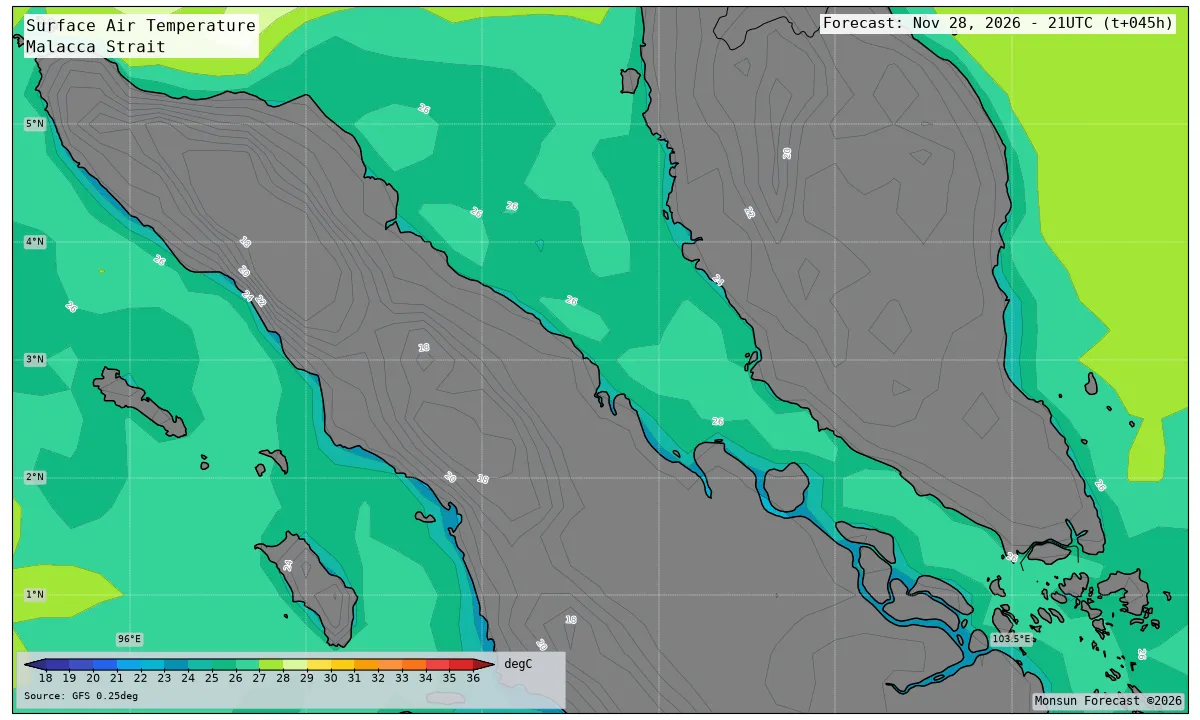 Surface Air Temperature
Malacca Strait
Forecast: Nov 28, 2026 - 21UTC (t+045h)
26
5°N
20
26
26
22
4°N
18
26
20
24
24
22
26
26
3°N
18
26
2°N
20
18
26
26
24
1°N
18
96°E
103.5°E
20
26
degC
18 19 20 21 22 23 24 25 26 27 28 29 30 31 32 33 34 35 36
Source: GFS 0.25deg
Monsun Forecast ©2026